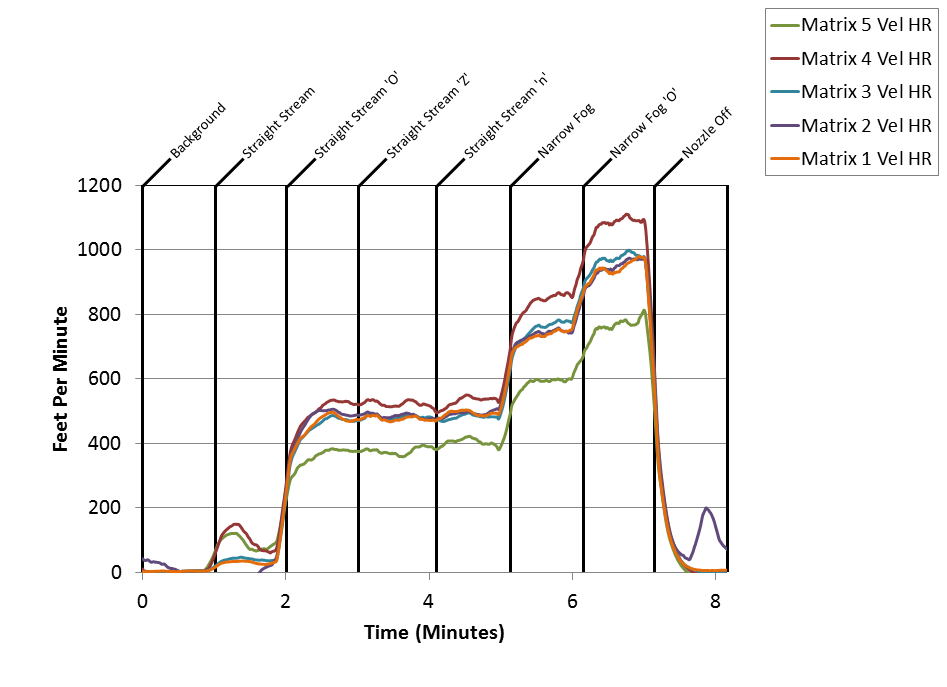 Matrix 5 Vel HR
Matrix 4 Vel HR
Matrix 3 Vel HR
Matrix 2 Vel HR
Matrix 1 Vel HR
Background
Straight Stream
Straight Stream 'O'
Straight Stream 'Z'
Straight Stream 'n'
Narrow Fog
Narrow Fog 'O'
Nozzle Off
1200
1000
800
600
400
200
0
Feet Per Minute
0 2 4 6 8
Time (Minutes)